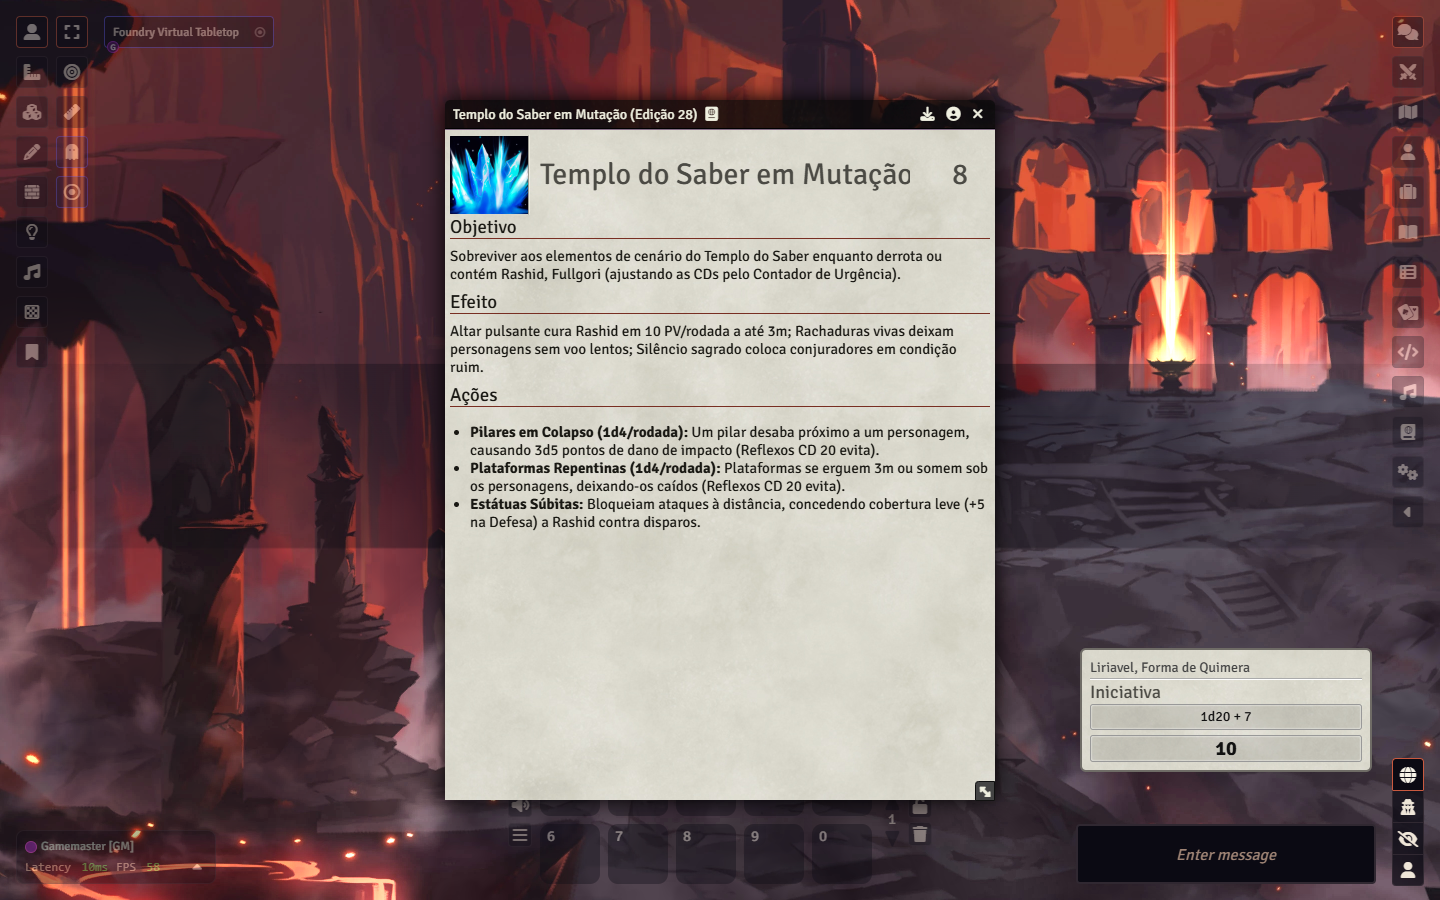 Foundry Virtual Tabletop
G
Templo do Saber em Mutação (Edição 28)
Templo do Saber em Mutação 8
Objetivo
Sobreviver aos elementos de cenário do Templo do Saber enquanto derrota ou
contém Rashid, Fullgori (ajustando as CDs pelo Contador de Urgência).
Efeito
Altar pulsante cura Rashid em 10 PV/rodada a até 3m; Rachaduras vivas deixam
personagens sem voo lentos; Silêncio sagrado coloca conjuradores em condição
ruim.
Ações
• Pilares em Colapso (1d4/rodada): Um pilar desaba próximo a um personagem,
causando 3d5 pontos de dano de impacto (Reflexos CD 20 evita).
• Plataformas Repentinas (1d4/rodada): Plataformas se erguem 3m ou somem sob
os personagens, deixando-os caídos (Reflexos CD 20 evita).
• Estátuas Súbitas: Bloqueiam ataques à distância, concedendo cobertura leve (+5
na Defesa) a Rashid contra disparos.
Liriavel, Forma de Quimera
Iniciativa
1d20 + 7
10
1
6 7 8 9 0
Gamemaster [GM]
Latency 10ms FPS 58
Enter message